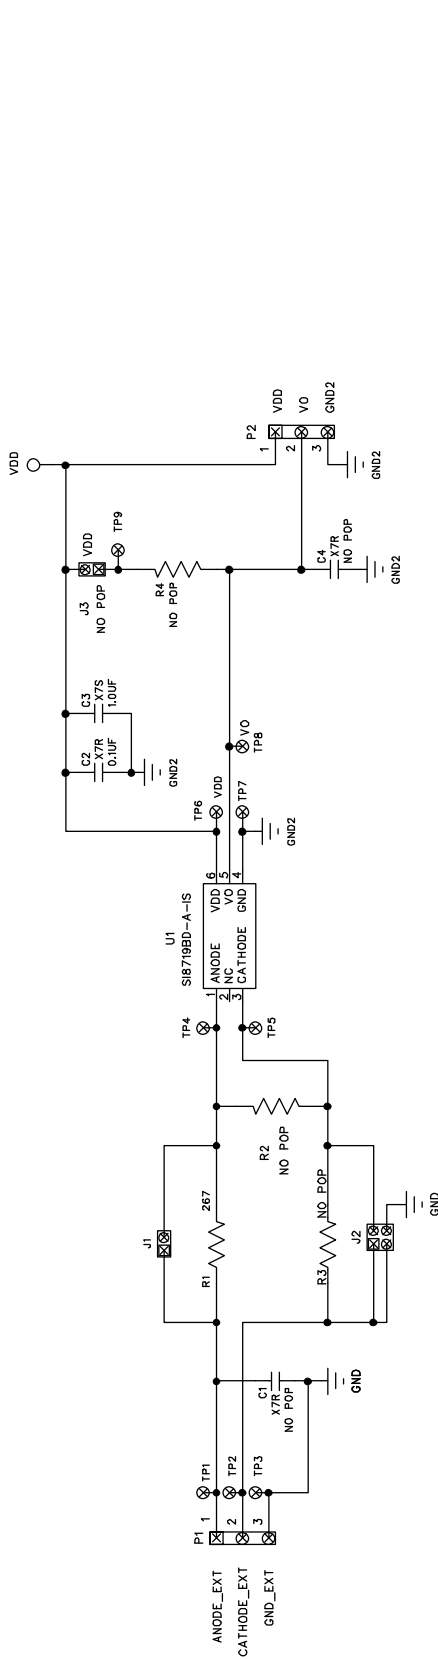 ANODE_EXT
CATHODE_EXT
GND_EXT
P1
1
2
3
TP1
TP2
TP3
C1
X7R
NO POP
GND
J1
R1
267
R3
NO POP
J2
GND
R2
NO POP
TP4
TP5
U1
SI8719BD-A-IS
1
2
3
ANODE
NC
CATHODE
VDD
VO
GND
6
5
4
TP6
VDD
TP7
GND2
VO
TP8
C2
X7R
0.1UF
C3
X7S
1.0UF
GND2
J3
VDD
NO POP
TP9
R4
NO POP
C4
X7R
NO POP
GND2
VDD
P2
1
2
3
VDD
VO
GND2
GND2